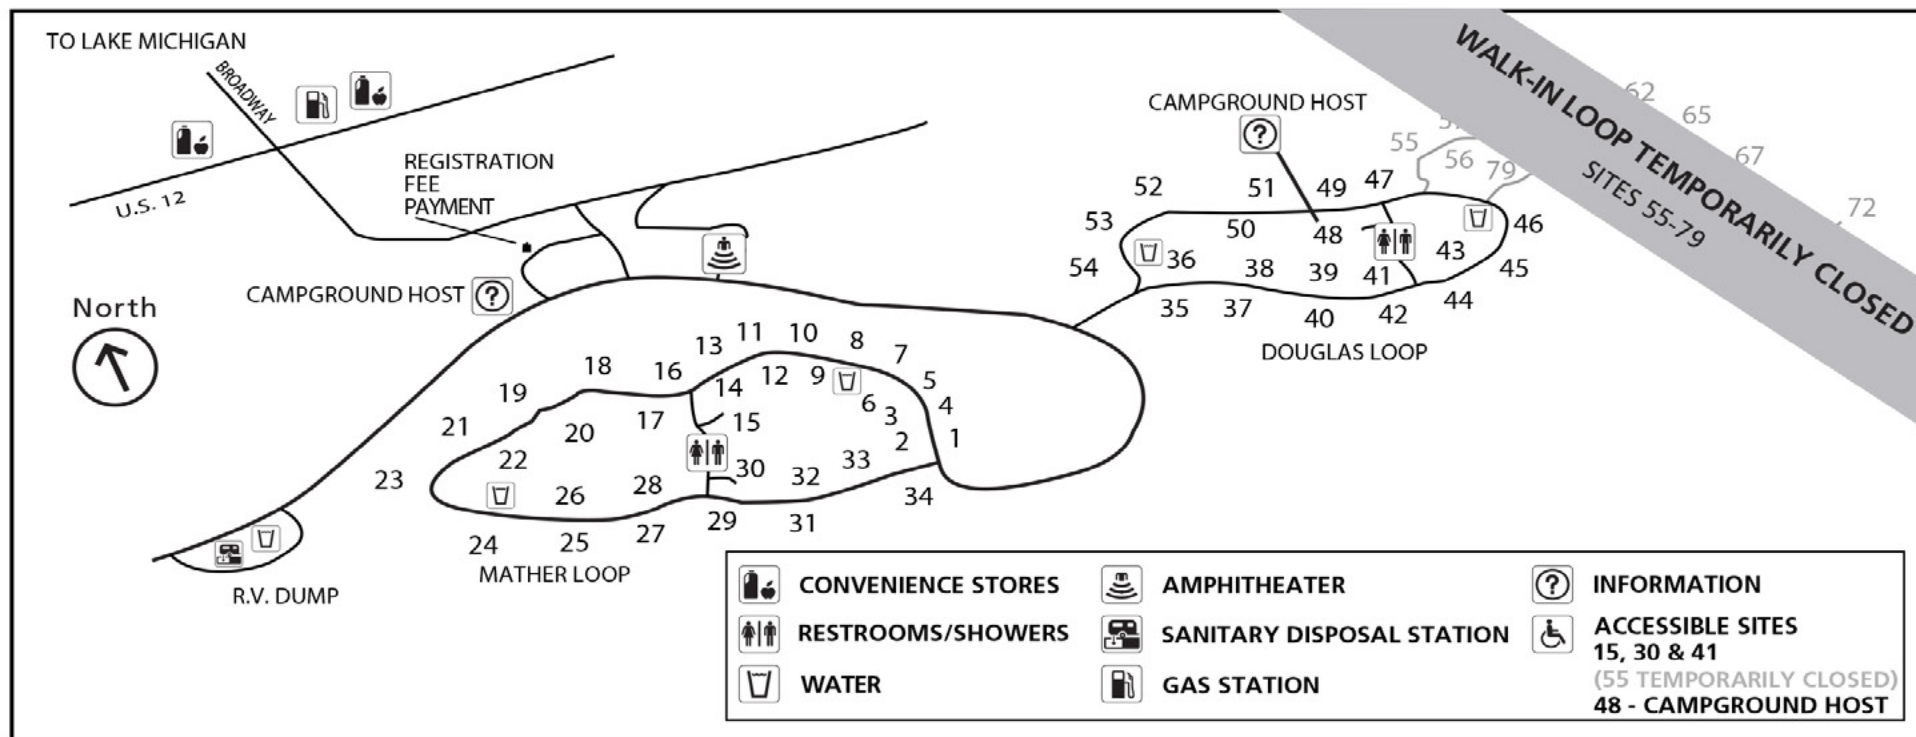 TO LAKE MICHIGAN
BROADWAY
U.S. 12
REGISTRATION
FEE
PAYMENT
CAMPGROUND HOST
North
CAMPGROUND HOST
WALK-IN LOOP TEMPORARILY CLOSED
SITES 55-79
62
65
67
72
55
56
79
52
51
49
47
53
50
48
46
43
54
36
38
39
41
45
35
37
40
42
44
DOUGLAS LOOP
13
11
10
8
7
18
16
14
12
9
5
19
6
4
17
15
3
21
20
2
1
22
30
32
33
23
26
28
34
29
31
27
24
25
MATHER LOOP
R.V. DUMP
CONVENIENCE STORES
RESTROOMS/SHOWERS
WATER
AMPHITHEATER
SANITARY DISPOSAL STATION
GAS STATION
INFORMATION
ACCESSIBLE SITES
15, 30 & 41
(55 TEMPORARILY CLOSED)
48 - CAMPGROUND HOST